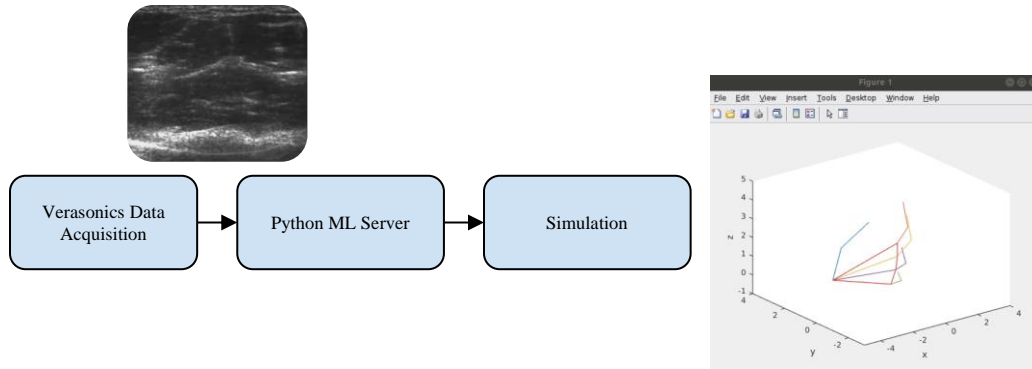 Verasonics Data
Acquisition
Python ML Server
Simulation
Figure 1
File Edit View Insert Tools Desktop Window Help
5
4
3
2
1
0
-1
z
4
2
0
-2
y
-4
-2
0
2
4
x